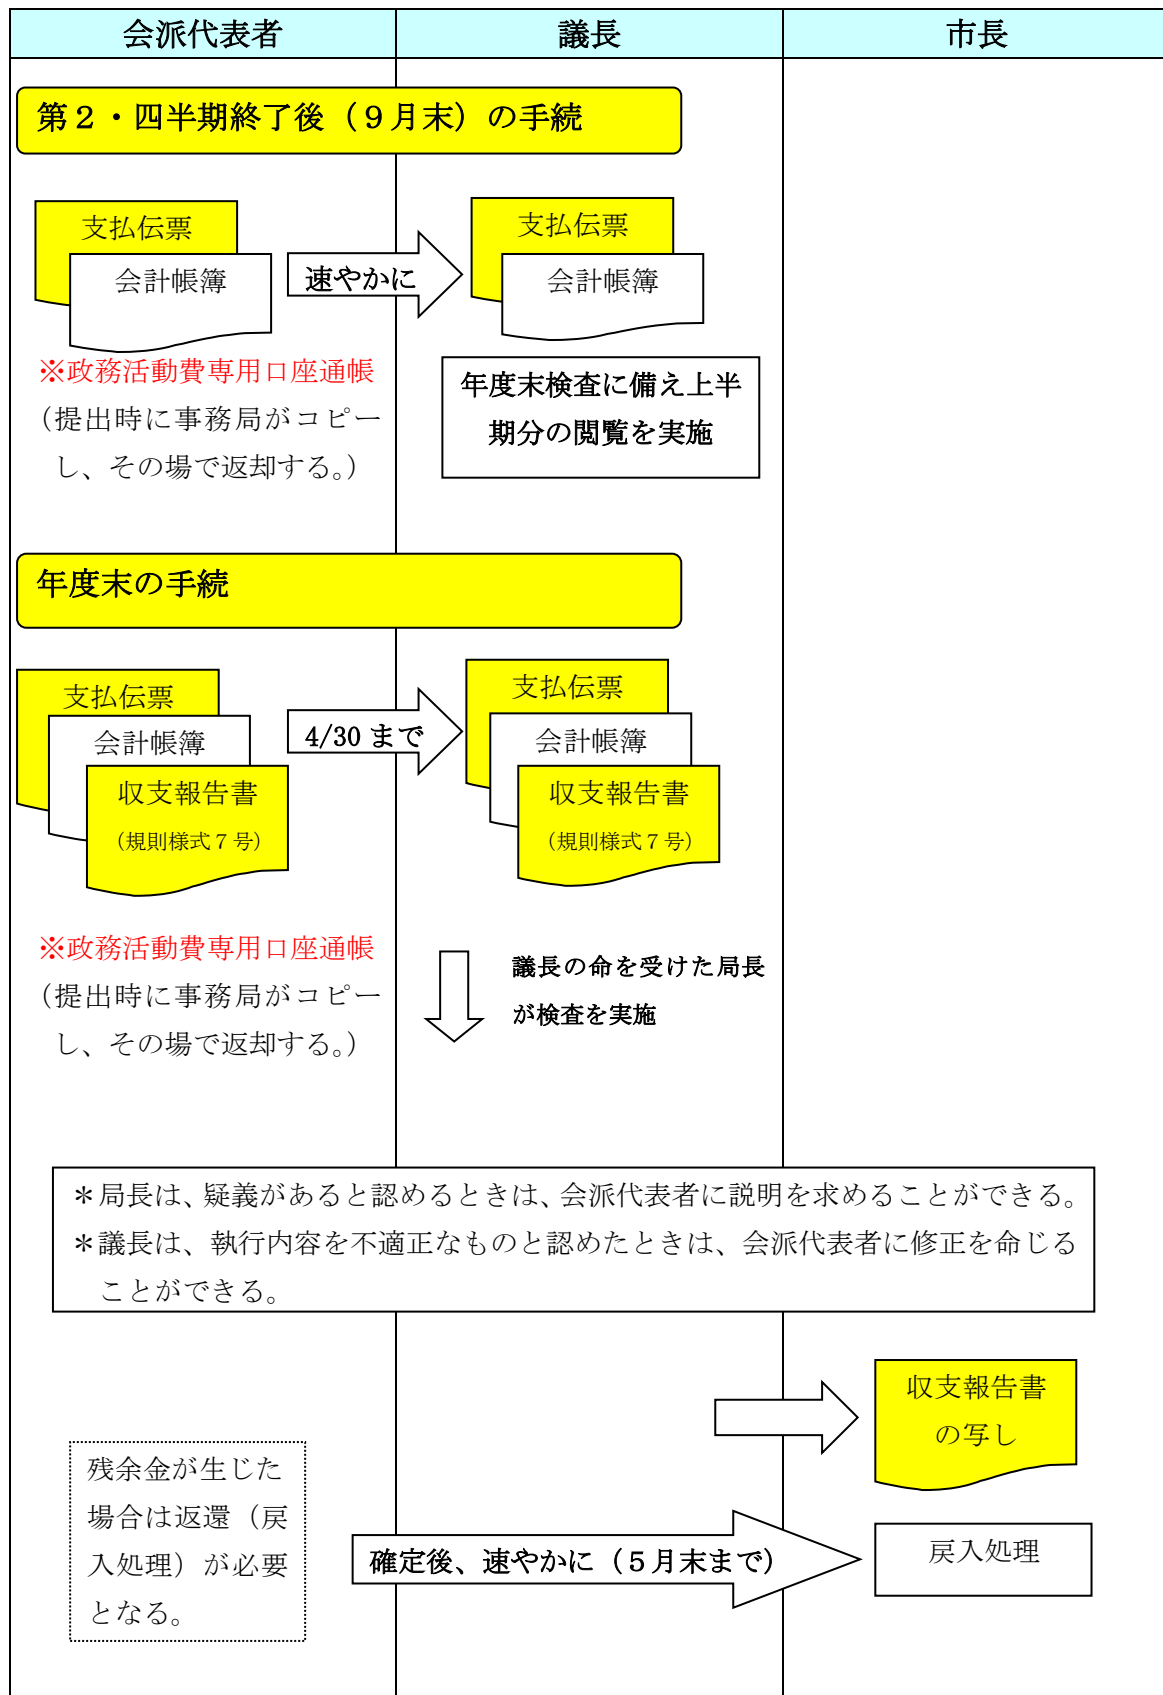 会派代表者
議長
市長
第２・四半期終了後（９月末）の手続
支払伝票
会計帳簿
速やかに
支払伝票
会計帳簿
※政務活動費専用口座通帳
（提出時に事務局がコピー
し、その場で返却する。）
年度末検査に備え上半
期分の閲覧を実施
年度末の手続
支払伝票
会計帳簿
収支報告書
（規則様式７号）
4/30 まで
支払伝票
会計帳簿
収支報告書
（規則様式７号）
※政務活動費専用口座通帳
（提出時に事務局がコピー
し、その場で返却する。）
議長の命を受けた局長
が検査を実施
＊局長は、疑義があると認めるときは、会派代表者に説明を求めることができる。
＊議長は、執行内容を不適正なものと認めたときは、会派代表者に修正を命じる
ことができる。
収支報告書
の写し
残余金が生じた
場合は返還（戻
入処理）が必要
となる。
確定後、速やかに（５月末まで）
戻入処理